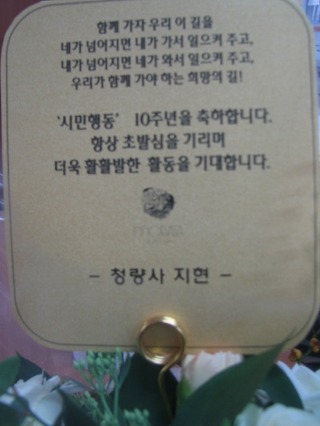 함께 가자 우리 이 길을
네가 넘어지면 내가 가서 일으켜 주고,
내가 넘어지면 네가 와서 일으켜 주고,
우리가 함께 가야 하는 희망의 길!
'시민행동' 10주년을 축하합니다.
항상 초발심을 기리며
더욱 활활발한 활동을 기대합니다.
- 청량사 지현 -